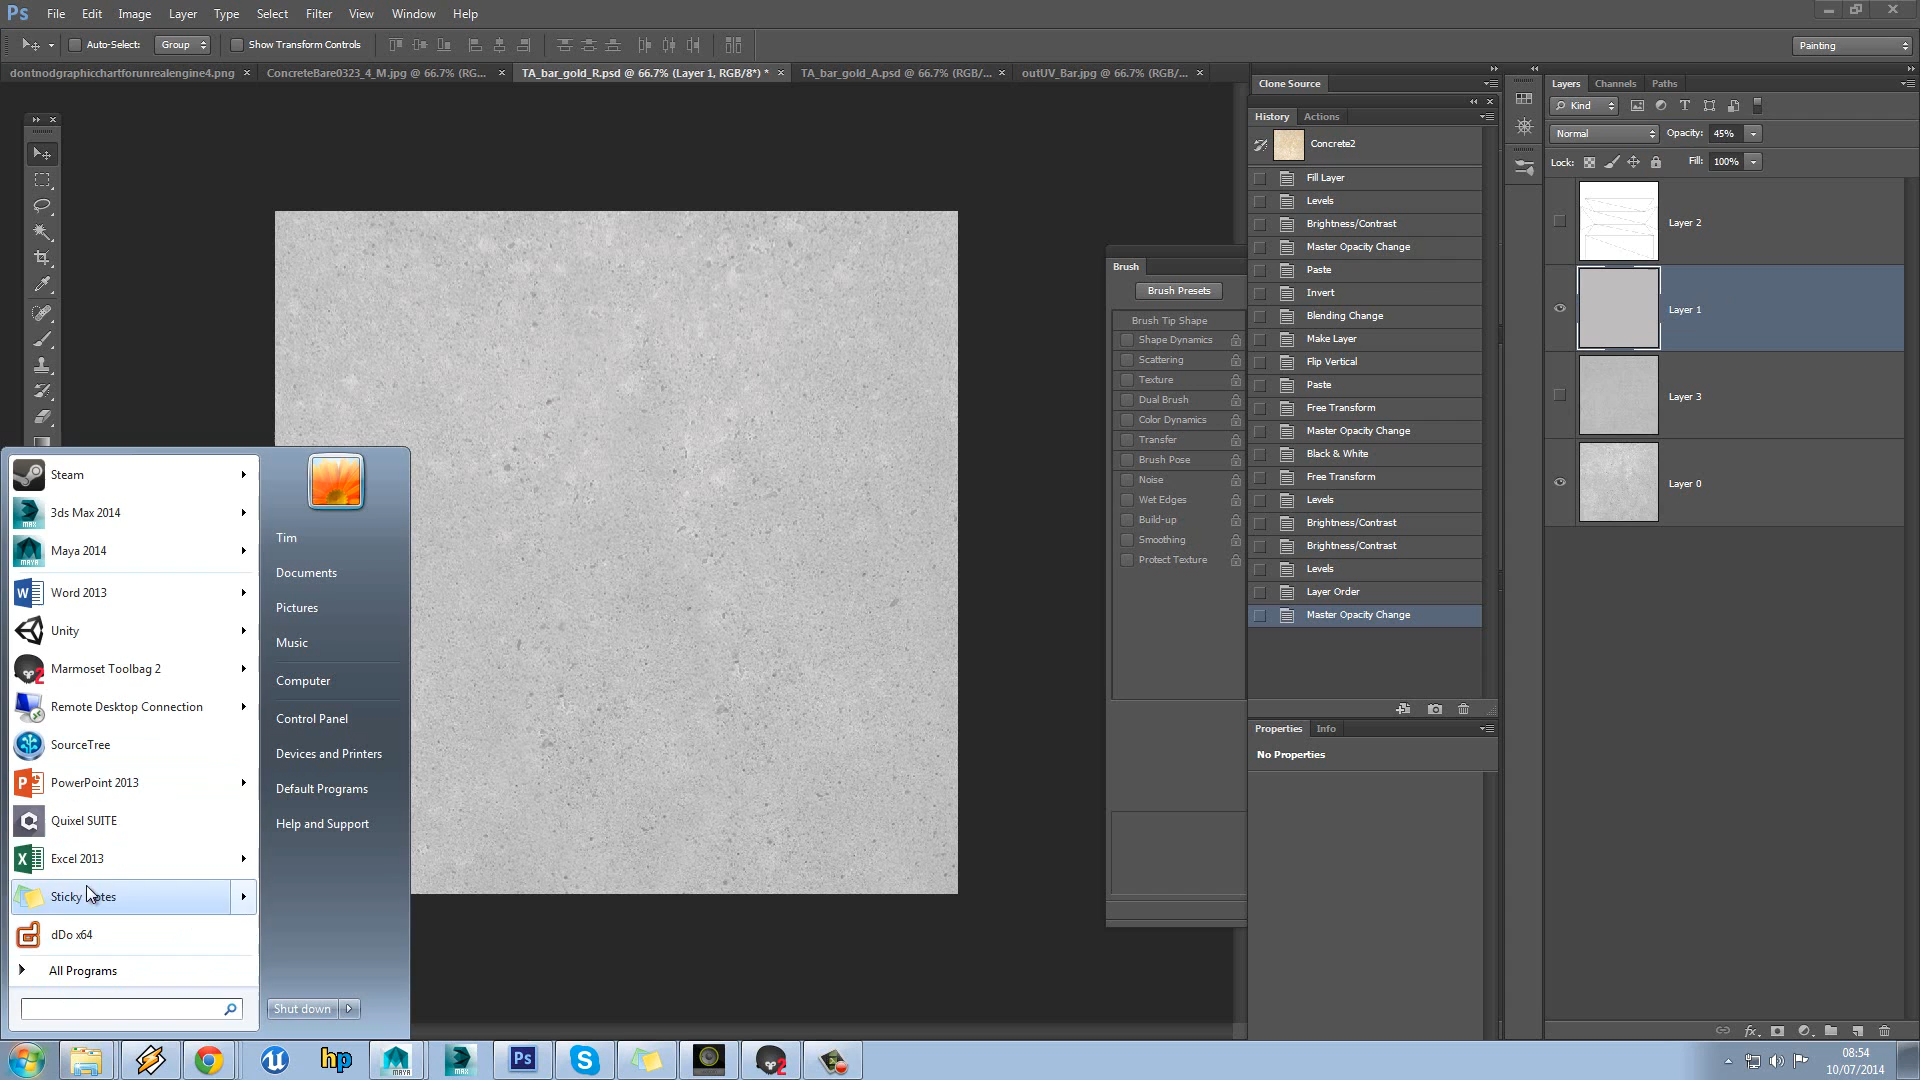 Ps File Edit Image Layer Type Select Filter View Window Help
Auto-Select: Group Show Transform Controls Painting
dontnodgraphicchartforunrealengine4.png × ConcreteBare0323_4_M.jpg @ 66.7% (RG... × TA_bar_gold_R.psd @ 66.7% (Layer 1, RGB/8*) * × TA_bar_gold_A.psd @ 66.7% (RGB/... × outUV_Bar.jpg @ 66.7% (RGB/... ×
Clone Source
History Actions
Concrete2
Fill Layer
Levels
Brightness/Contrast
Master Opacity Change
Paste
Invert
Blending Change
Make Layer
Flip Vertical
Paste
Free Transform
Master Opacity Change
Black & White
Free Transform
Levels
Brightness/Contrast
Brightness/Contrast
Levels
Layer Order
Master Opacity Change
Properties Info
No Properties
Layers Channels Paths
Kind
Normal Opacity: 45%
Lock: Fill: 100%
Layer 2
Layer 1
Layer 3
Layer 0
Brush
Brush Presets
Brush Tip Shape
Shape Dynamics
Scattering
Texture
Dual Brush
Color Dynamics
Transfer
Brush Pose
Noise
Wet Edges
Build-up
Smoothing
Protect Texture
Steam
3ds Max 2014
Maya 2014
Word 2013
Unity
Marmoset Toolbag 2
Remote Desktop Connection
SourceTree
PowerPoint 2013
Quixel SUITE
Excel 2013
Sticky Notes
dDo x64
All Programs
Tim
Documents
Pictures
Music
Computer
Control Panel
Devices and Printers
Default Programs
Help and Support
Shut down
08:54
10/07/2014